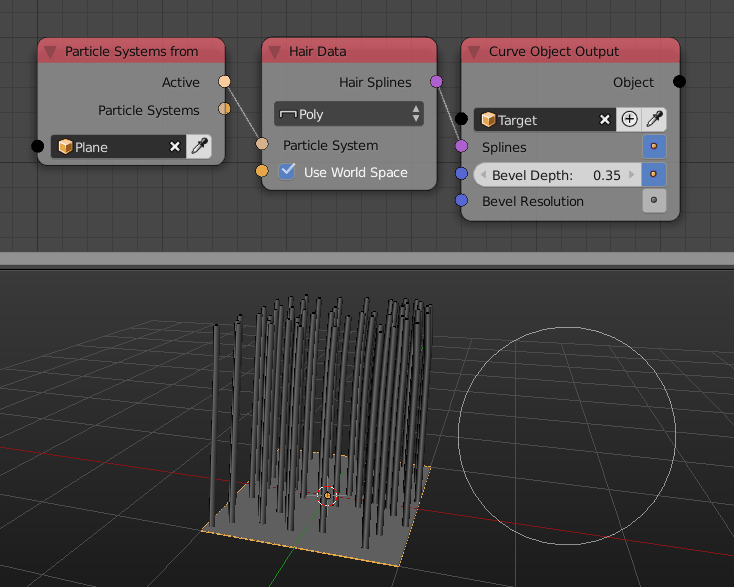 Particle Systems from
Active
Particle Systems
Plane
Hair Data
Hair Splines
Poly
Particle System
Use World Space
Curve Object Output
Object
Target
Splines
Bevel Depth: 0.35
Bevel Resolution